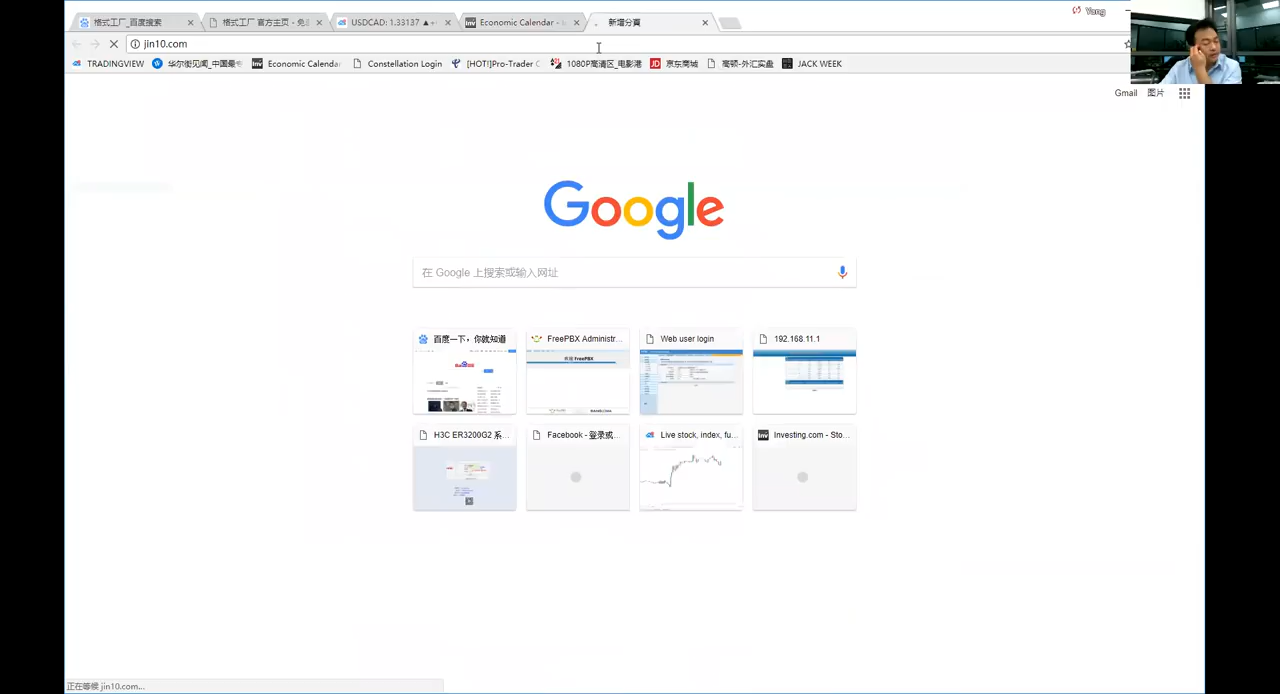 格式工厂_百度搜索
格式工厂 官方主页 - 免
USDCAD: 1.33137 ▲+
Economic Calendar -
新增分頁
Yang
jin10.com
TRADINGVIEW
华尔街见闻_中国最
Economic Calendar
Constellation Login
[HOT!]Pro-Trader
1080P高清区_电影港
京东商城
高顿-外汇实盘
JACK WEEK
Gmail
图片
Google
在 Google 上搜索或输入网址
百度一下，你就知道
FreePBX Administr...
Web user login
192.168.11.1
欢迎 FreePBX
H3C ER3200G2 系...
Facebook - 登录或...
Live stock, index, fu...
Investing.com - Sto...
正在等候 jin10.com...